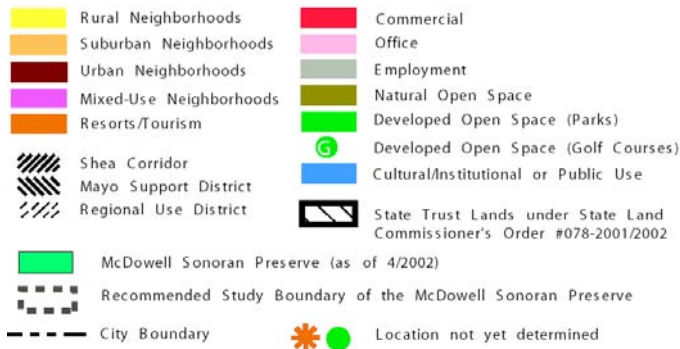 Rural Neighborhoods
Suburban Neighborhoods
Urban Neighborhoods
Mixed-Use Neighborhoods
Resorts/Tourism
Shea Corridor
Mayo Support District
Regional Use District
Commercial
Office
Employment
Natural Open Space
Developed Open Space (Parks)
G Developed Open Space (Golf Courses)
Cultural/Institutional or Public Use
State Trust Lands under State Land
Commissioner's Order #078-2001/2002
McDowell Sonoran Preserve (as of 4/2002)
Recommended Study Boundary of the McDowell Sonoran Preserve
City Boundary
Location not yet determined